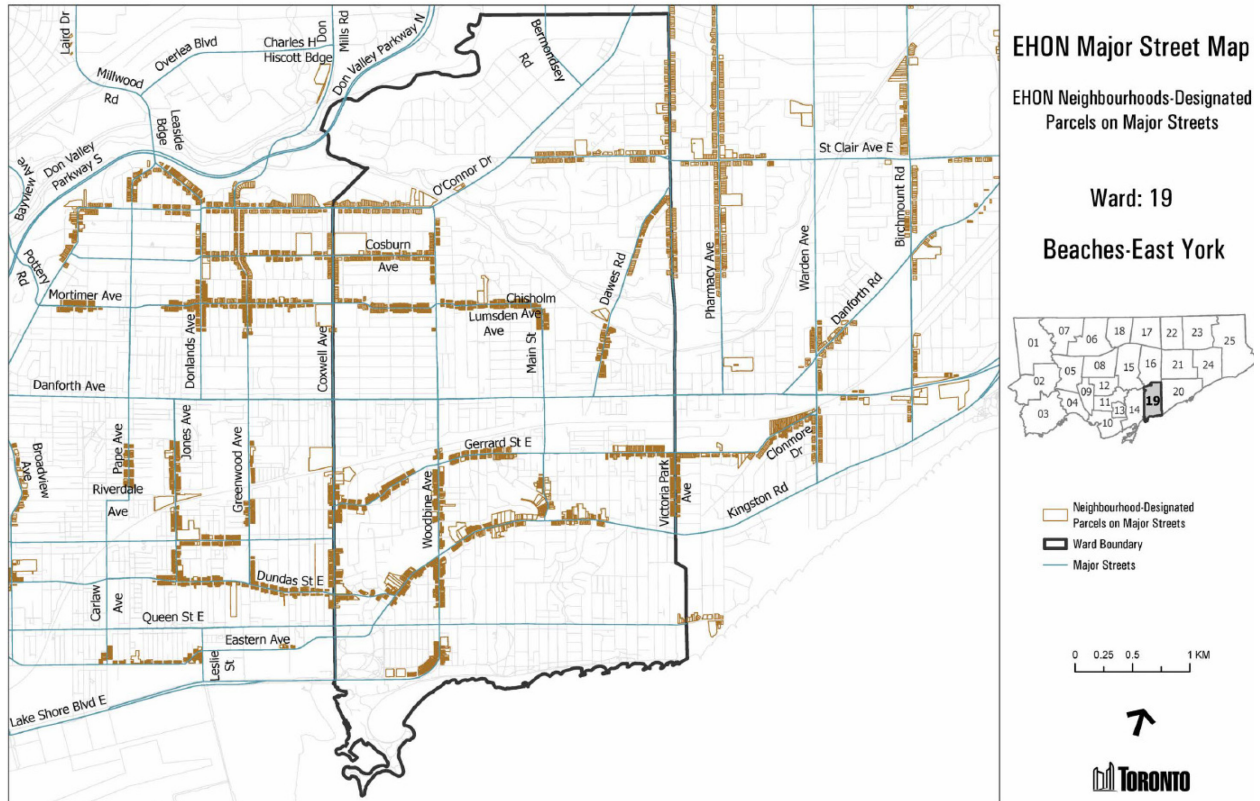 Laird Dr
Overlea Blvd
Charles H
Hiscott Bdge
Don
Mills Rd
Don Valley Parkway N
Bermondsey
Rd
Millwood
Rd
Leaside
Bdge
Don Valley
Parkway S
Bayview
Ave
O'Connor Dr
St Clair Ave E
Pottery
Rd
Cosburn
Ave
Mortimer Ave
Chisholm
Ave
Lumsden
Ave
Dawes Rd
Pharmacy Ave
Warden Ave
Birchmount Rd
Danforth Rd
Donlands Ave
Coxwell Ave
Main St
Danforth Ave
Broadview
Ave
Pape Ave
Riverdale
Ave
Jones Ave
Greenwood Ave
Gerrard St E
Woodbine Ave
Victoria Park
Ave
Clonmore
Dr
Kingston Rd
Dundas St E
Carlaw
Ave
Queen St E
Eastern Ave
Leslie
St
Lake Shore Blvd E
EHON Major Street Map
EHON Neighbourhoods-Designated
Parcels on Major Streets
Ward: 19
Beaches-East York
01
07
06
18
17
22
23
25
02
05
08
15
16
21
24
03
04
09
12
11
10
13
14
19
20
Neighbourhood-Designated
Parcels on Major Streets
Ward Boundary
Major Streets
0 0.25 0.5 1 KM
TORONTO